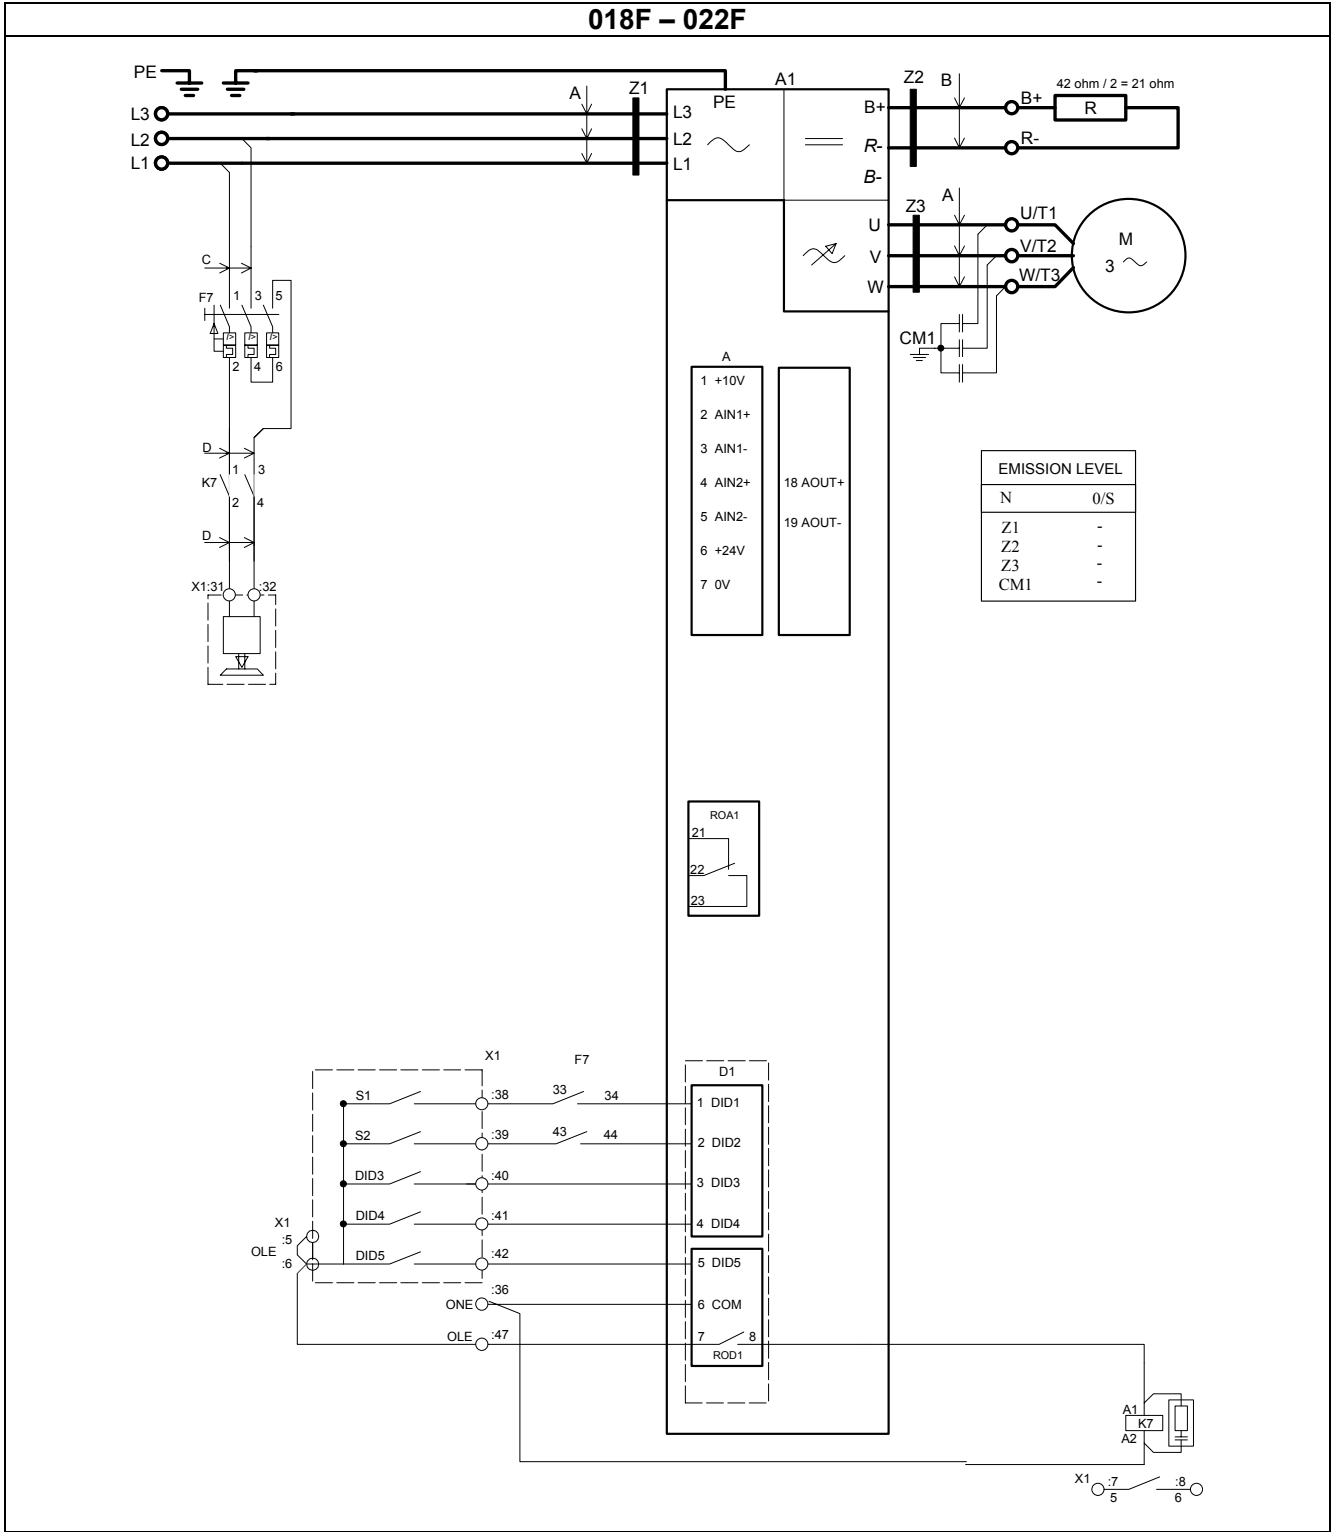 018F – 022F
PE
L3
L2
L1
A
Z1
A1
PE
L3
L2
L1
B+
R-
B-
Z2
B
B+
42 ohm / 2 = 21 ohm
R
R-
U
V
W
Z3
A
U/T1
V/T2
W/T3
M
3
CM1
C
F7
1 3 5
I> I> I>
2 4 6
D
K7
1 3
2 4
D
X1:31 :32
A
1 +10V
2 AIN1+
3 AIN1-
4 AIN2+
5 AIN2-
6 +24V
7 0V
18 AOUT+
19 AOUT-
EMISSION LEVEL
N 0/S
Z1 -
Z2 -
Z3 -
CM1 -
ROA1
21
22
23
X1 F7 D1
S1 :38 33 34 1 DID1
S2 :39 43 44 2 DID2
DID3 :40 3 DID3
DID4 :41 4 DID4
X1
:5
OLE
:6
DID5 :42 5 DID5
ONE :36 6 COM
OLE :47 7 8
ROD1
A1
K7
A2
X1 :7 :8
5 6